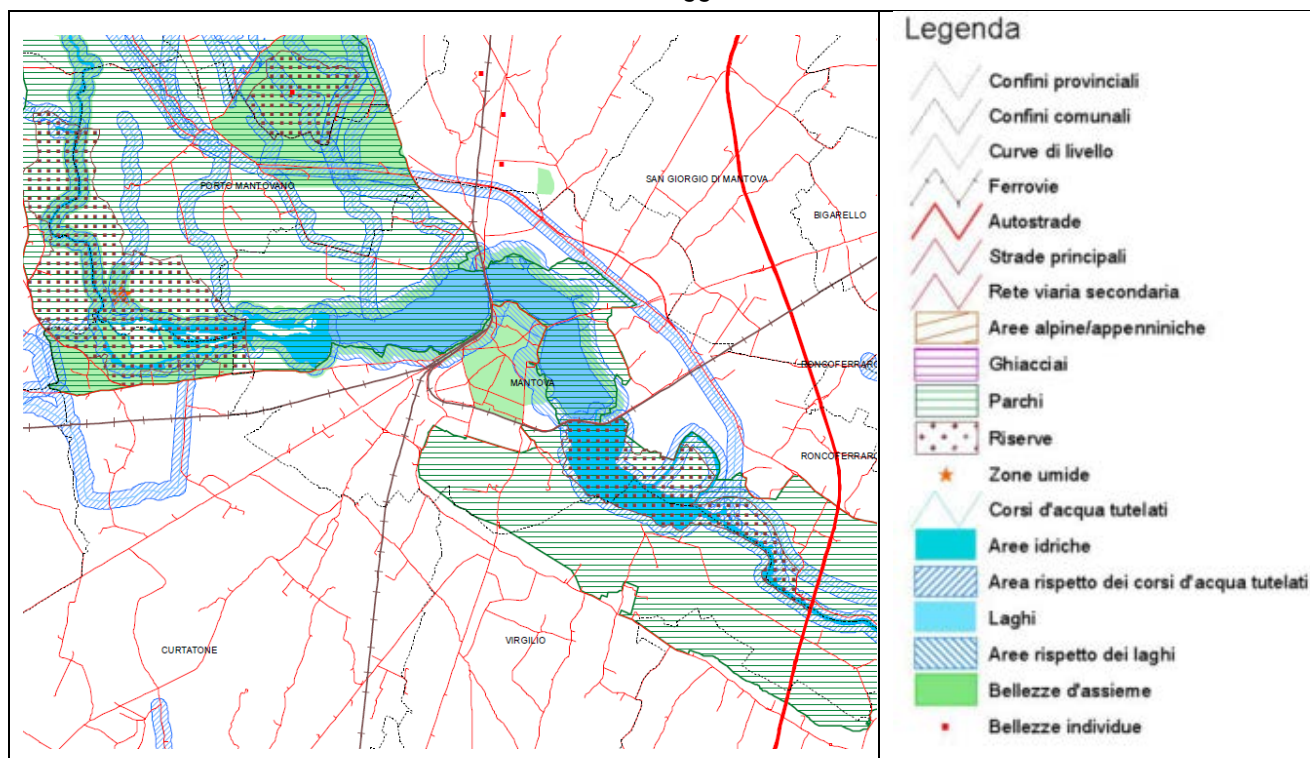 gg
PORTO MANTOVANO
SAN GIORGIO DI MANTOVA
BIGARELLO
MANTOVA
RONCOFERRARO
RONCOFERRARO
CURTATONE
VIRGILIO
Legenda
Confini provinciali
Confini comunali
Curve di livello
Ferrovie
Autostrade
Strade principali
Rete viaria secondaria
Aree alpine/appenniniche
Ghiacciai
Parchi
Riserve
Zone umide
Corsi d'acqua tutelati
Aree idriche
Area rispetto dei corsi d'acqua tutelati
Laghi
Aree rispetto dei laghi
Bellezze d'assieme
Bellezze individue